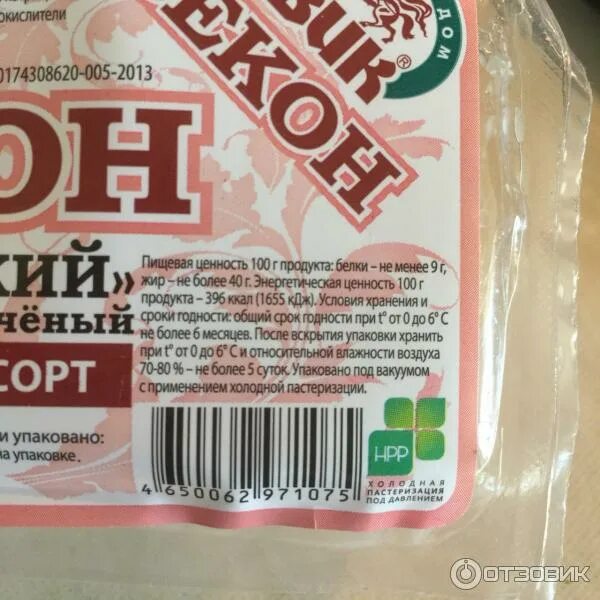 окислители
0174308620-005-2013
ВИК
®
ДОМ
ЕКОН
ОН
КИЙ»
чёный
СОРТ
Пищевая ценность 100 г продукта: белки – не менее 9 г,
жир – не более 40 г. Энергетическая ценность 100 г
продукта – 396 ккал (1655 кДж). Условия хранения и
сроки годности: общий срок годности при t° от 0 до 6° С
не более 6 месяцев. После вскрытия упаковки хранить
при t° от 0 до 6° С и относительной влажности воздуха
70-80 % – не более 5 суток. Упаковано под вакуумом
с применением холодной пастеризации.
и упаковано:
на упаковке.
4 650062 971075
HPP
ХОЛОДНАЯ
ПАСТЕРИЗАЦИЯ
ПОД ДАВЛЕНИЕМ
ОТЗОВИК